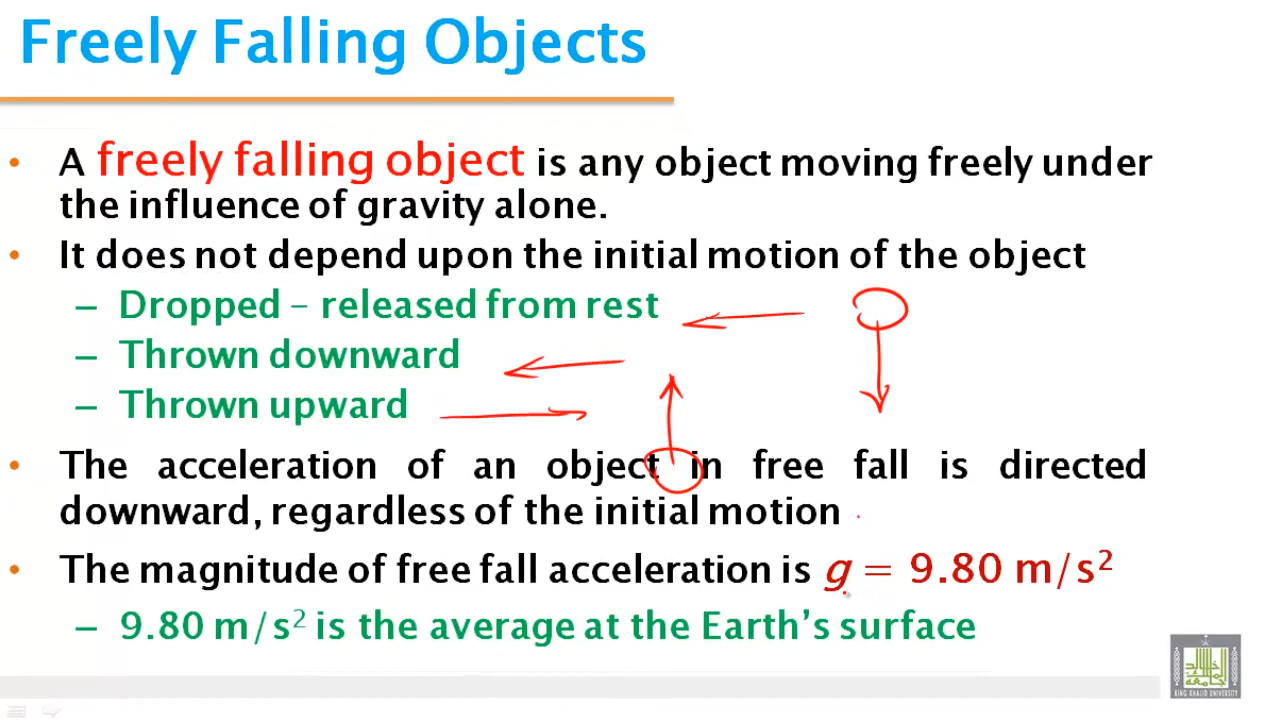 Freely Falling Objects
• A freely falling object is any object moving freely under
the influence of gravity alone.
• It does not depend upon the initial motion of the object
– Dropped – released from rest
– Thrown downward
– Thrown upward
• The acceleration of an object in free fall is directed
downward, regardless of the initial motion
• The magnitude of free fall acceleration is g = 9.80 m/s²
– 9.80 m/s² is the average at the Earth’s surface
KING KHALID UNIVERSITY